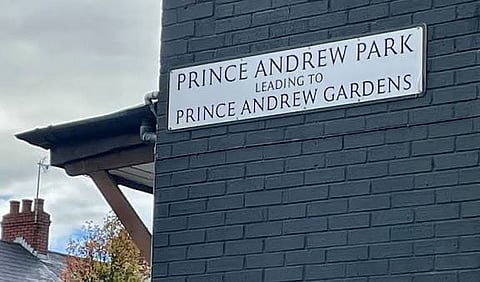 PRINCE ANDREW PARK
LEADING TO
PRINCE ANDREW GARDENS